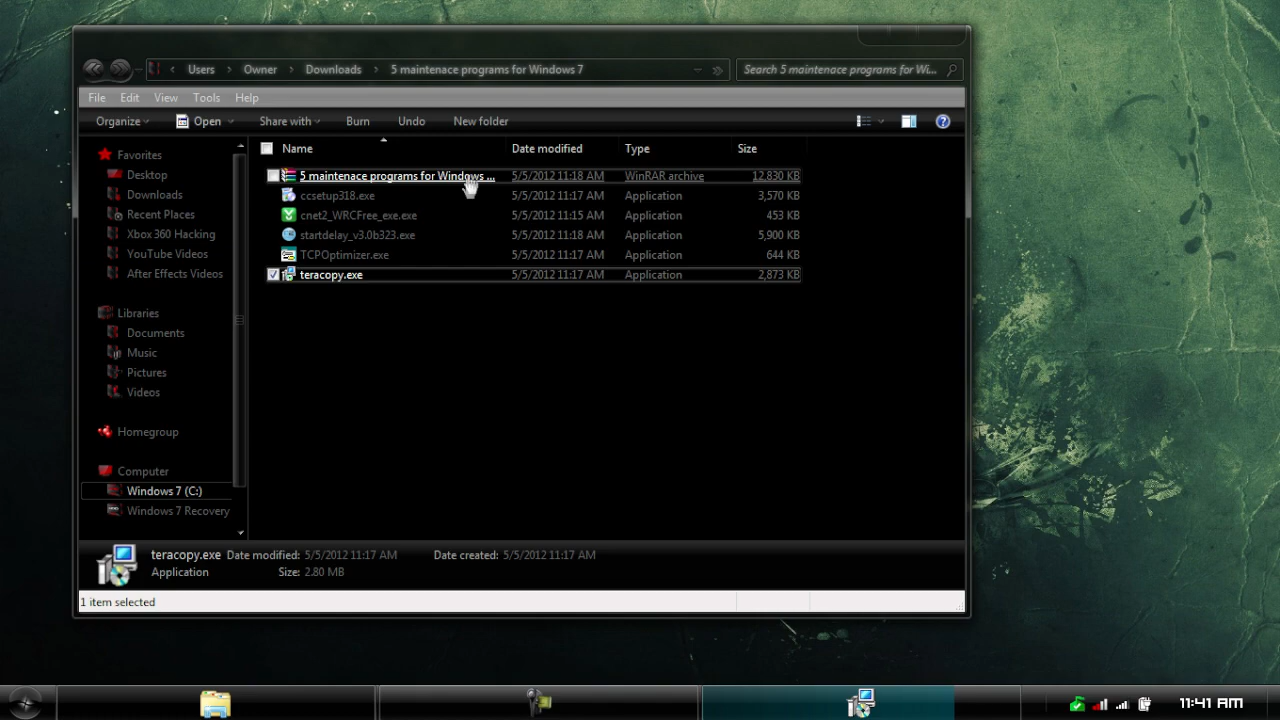 Users Owner Downloads 5 maintenace programs for Windows 7 Search 5 maintenace programs for Wi...
File Edit View Tools Help
Organize Open Share with Burn Undo New folder
Name Date modified Type Size
5 maintenace programs for Windows ... 5/5/2012 11:18 AM WinRAR archive 12,830 KB
ccsetup318.exe 5/5/2012 11:17 AM Application 3,570 KB
cnet2_WRCFree_exe.exe 5/5/2012 11:15 AM Application 453 KB
startdelay_v3.0b323.exe 5/5/2012 11:18 AM Application 5,900 KB
TCPOptimizer.exe 5/5/2012 11:17 AM Application 644 KB
teracopy.exe 5/5/2012 11:17 AM Application 2,873 KB
Favorites
Desktop
Downloads
Recent Places
Xbox 360 Hacking
YouTube Videos
After Effects Videos
Libraries
Documents
Music
Pictures
Videos
Homegroup
Computer
Windows 7 (C:)
Windows 7 Recovery
teracopy.exe Date modified: 5/5/2012 11:17 AM Date created: 5/5/2012 11:17 AM
Application Size: 2.80 MB
1 item selected
11:41 AM